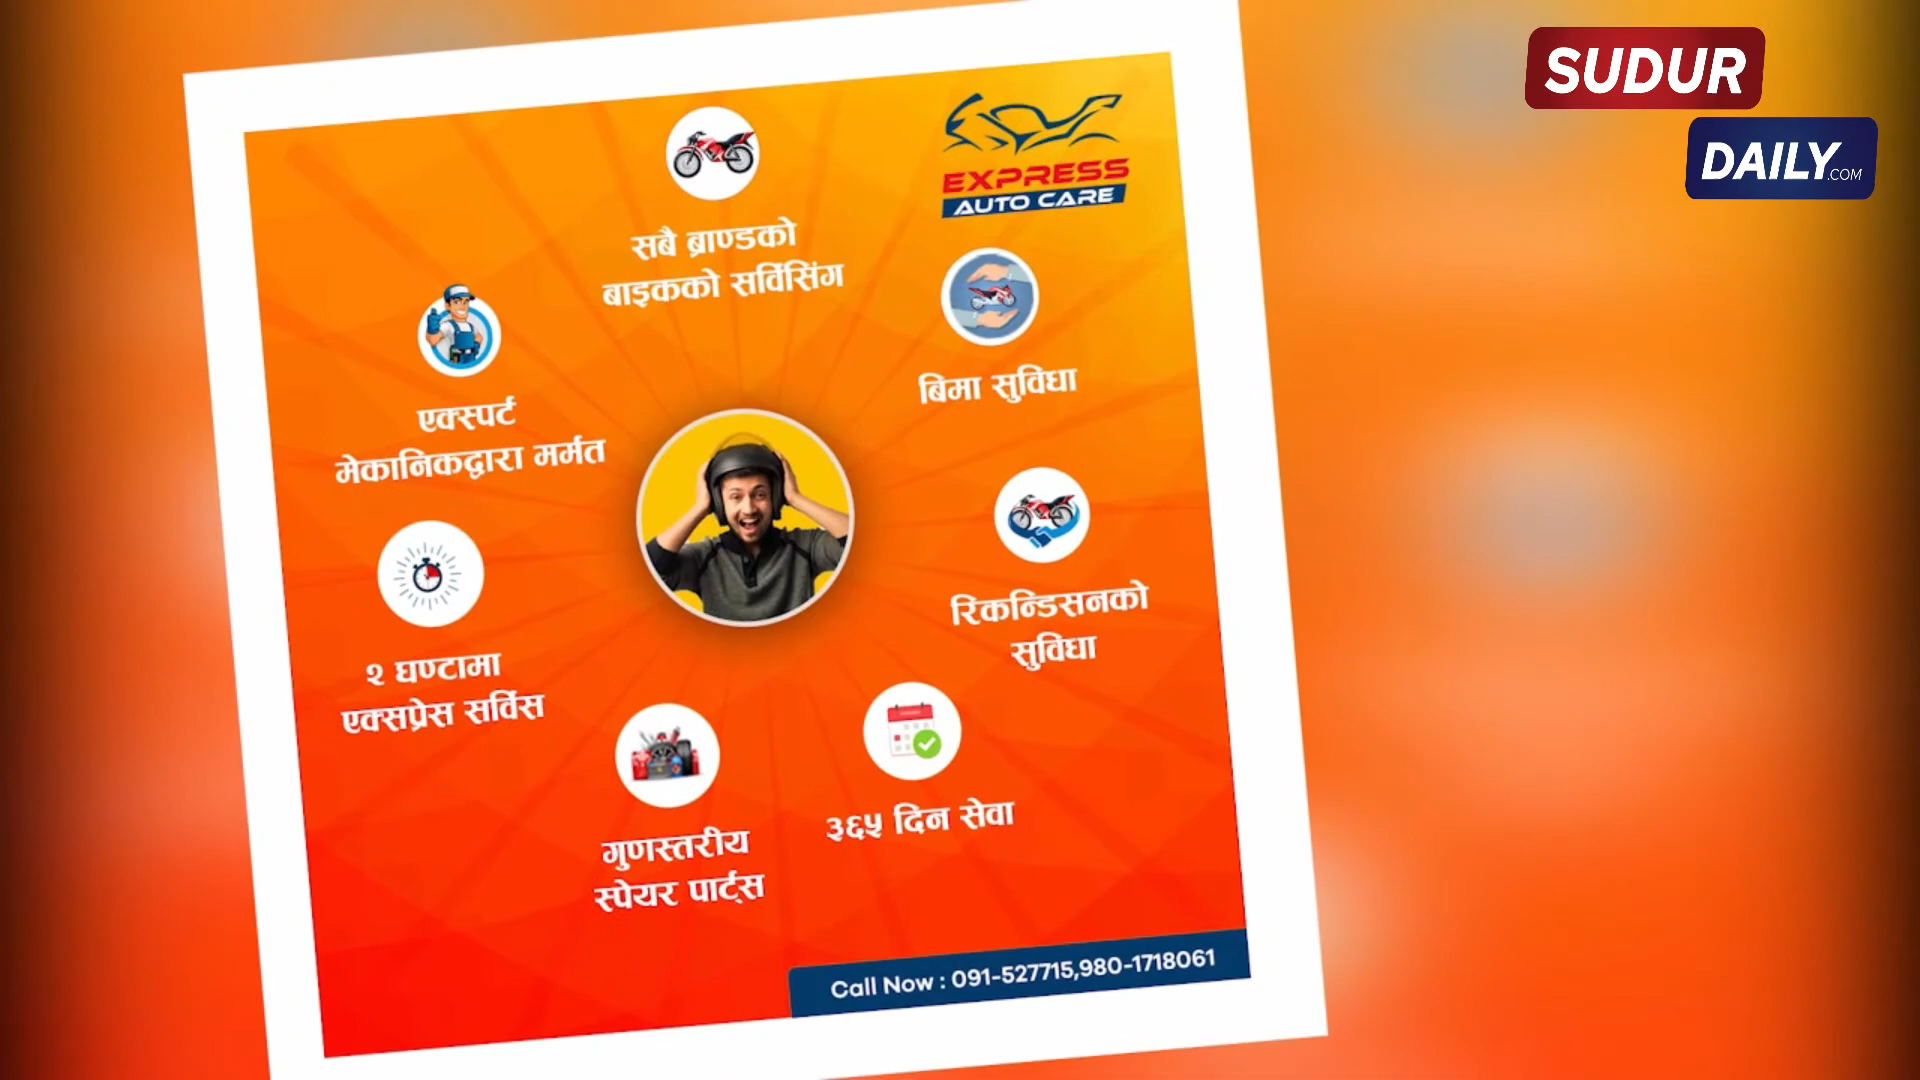 SUDUR
DAILY.COM
EXPRESS
AUTO CARE
सबै ब्राण्डको
बाइकको सर्विसिंग
बिमा सुविधा
एक्स्पर्ट
मेकानिकद्वारा मर्मत
रिकन्डिसनको
सुविधा
२ घण्टामा
एक्सप्रेस सर्विस
३६५ दिन सेवा
गुणस्तरीय
स्पेयर पार्ट्स
Call Now : 091-527715,980-1718061